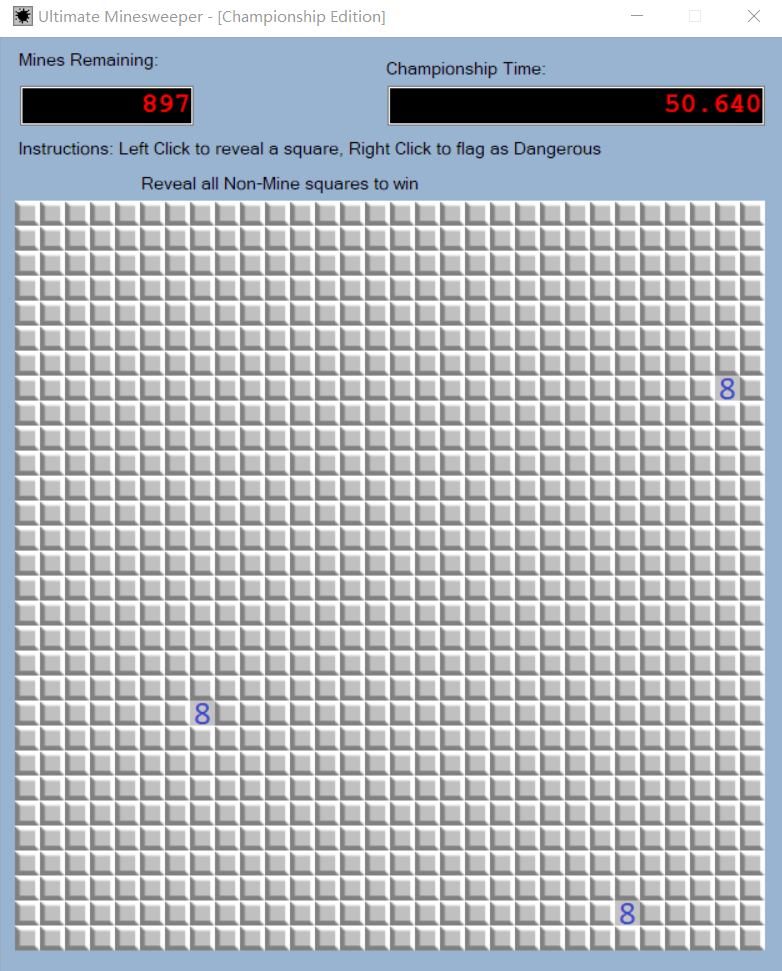 Ultimate Minesweeper - [Championship Edition]
Mines Remaining:
Championship Time:
897
50.640
Instructions: Left Click to reveal a square, Right Click to flag as Dangerous
Reveal all Non-Mine squares to win
8
8
8